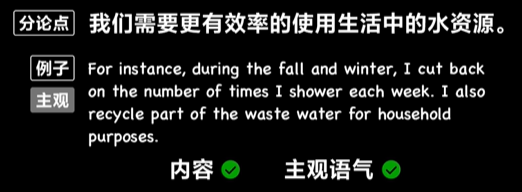 分论点 我们需要更有效率的使用生活中的水资源。
例子 For instance, during the fall and winter, I cut back
主观 on the number of times I shower each week. I also
recycle part of the waste water for household
purposes.
内容 主观语气